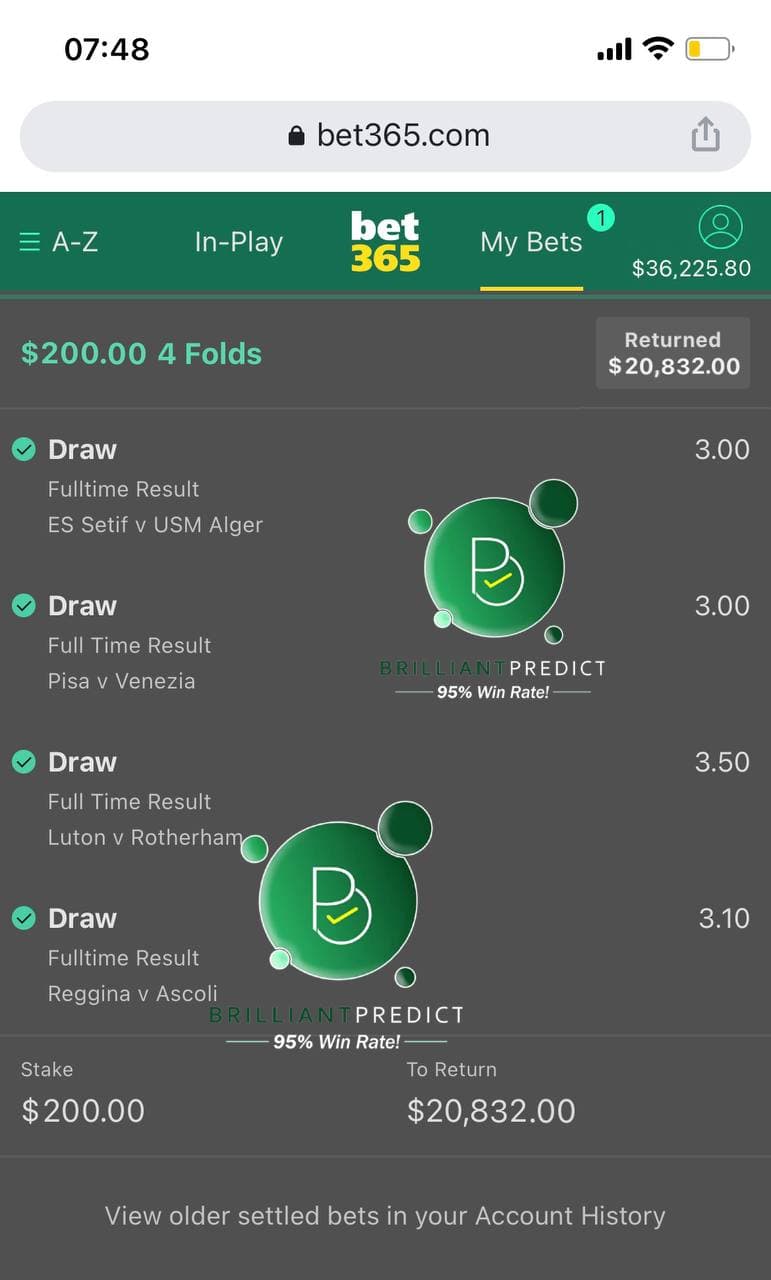 07:48
bet365.com
A-Z
In-Play
bet
365
My Bets
1
$36,225.80
$200.00 4 Folds
Returned
$20,832.00
Draw
3.00
Fulltime Result
ES Setif v USM Alger
Draw
3.00
Full Time Result
Pisa v Venezia
BRILLIANTPREDICT
95% Win Rate!
Draw
3.50
Full Time Result
Luton v Rotherham
Draw
3.10
Fulltime Result
Reggina v Ascoli
BRILLIANTPREDICT
95% Win Rate!
Stake
To Return
$200.00
$20,832.00
View older settled bets in your Account History